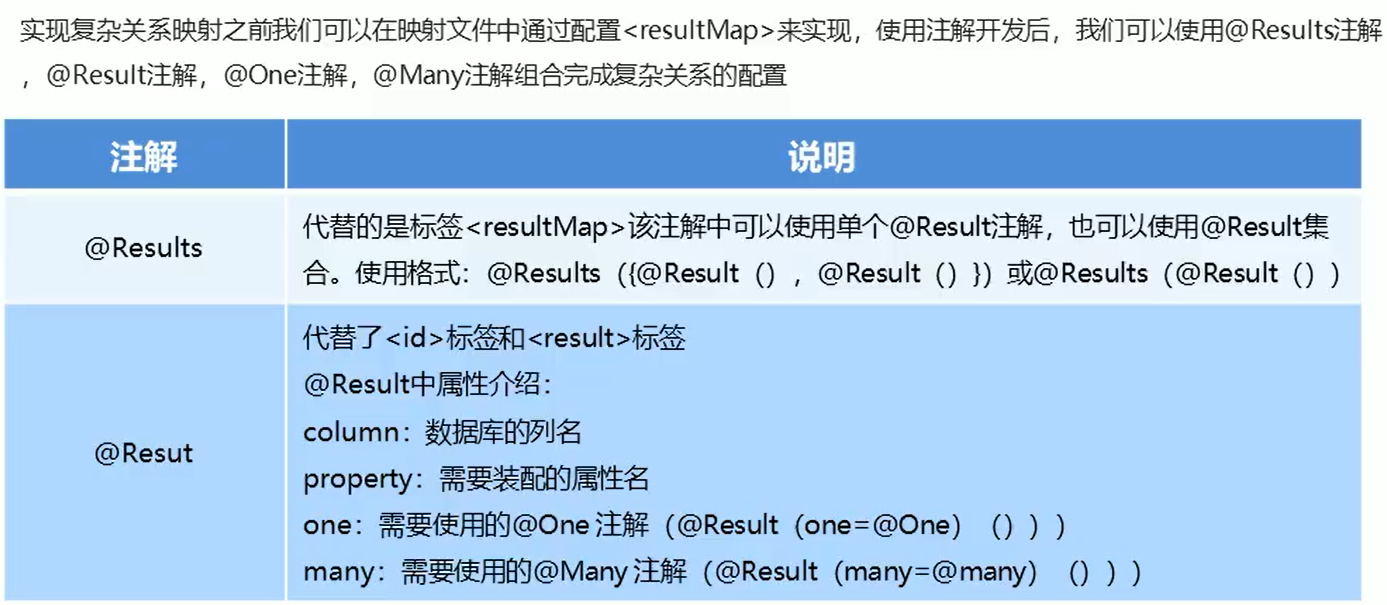 实现复杂关系映射之前我们可以在映射文件中通过配置<resultMap>来实现，使用注解开发后，我们可以使用@Results注解
，@Result注解，@One注解，@Many注解组合完成复杂关系的配置
注解 说明
@Results
代替的是标签<resultMap>该注解中可以使用单个@Result注解，也可以使用@Result集
合。使用格式：@Results（{@Result（），@Result（）}）或@Results（@Result（））
@Resut
代替了<id>标签和<result>标签
@Result中属性介绍：
column：数据库的列名
property：需要装配的属性名
one：需要使用的@One 注解（@Result（one=@One）（）））
many：需要使用的@Many 注解（@Result（many=@many）（）））